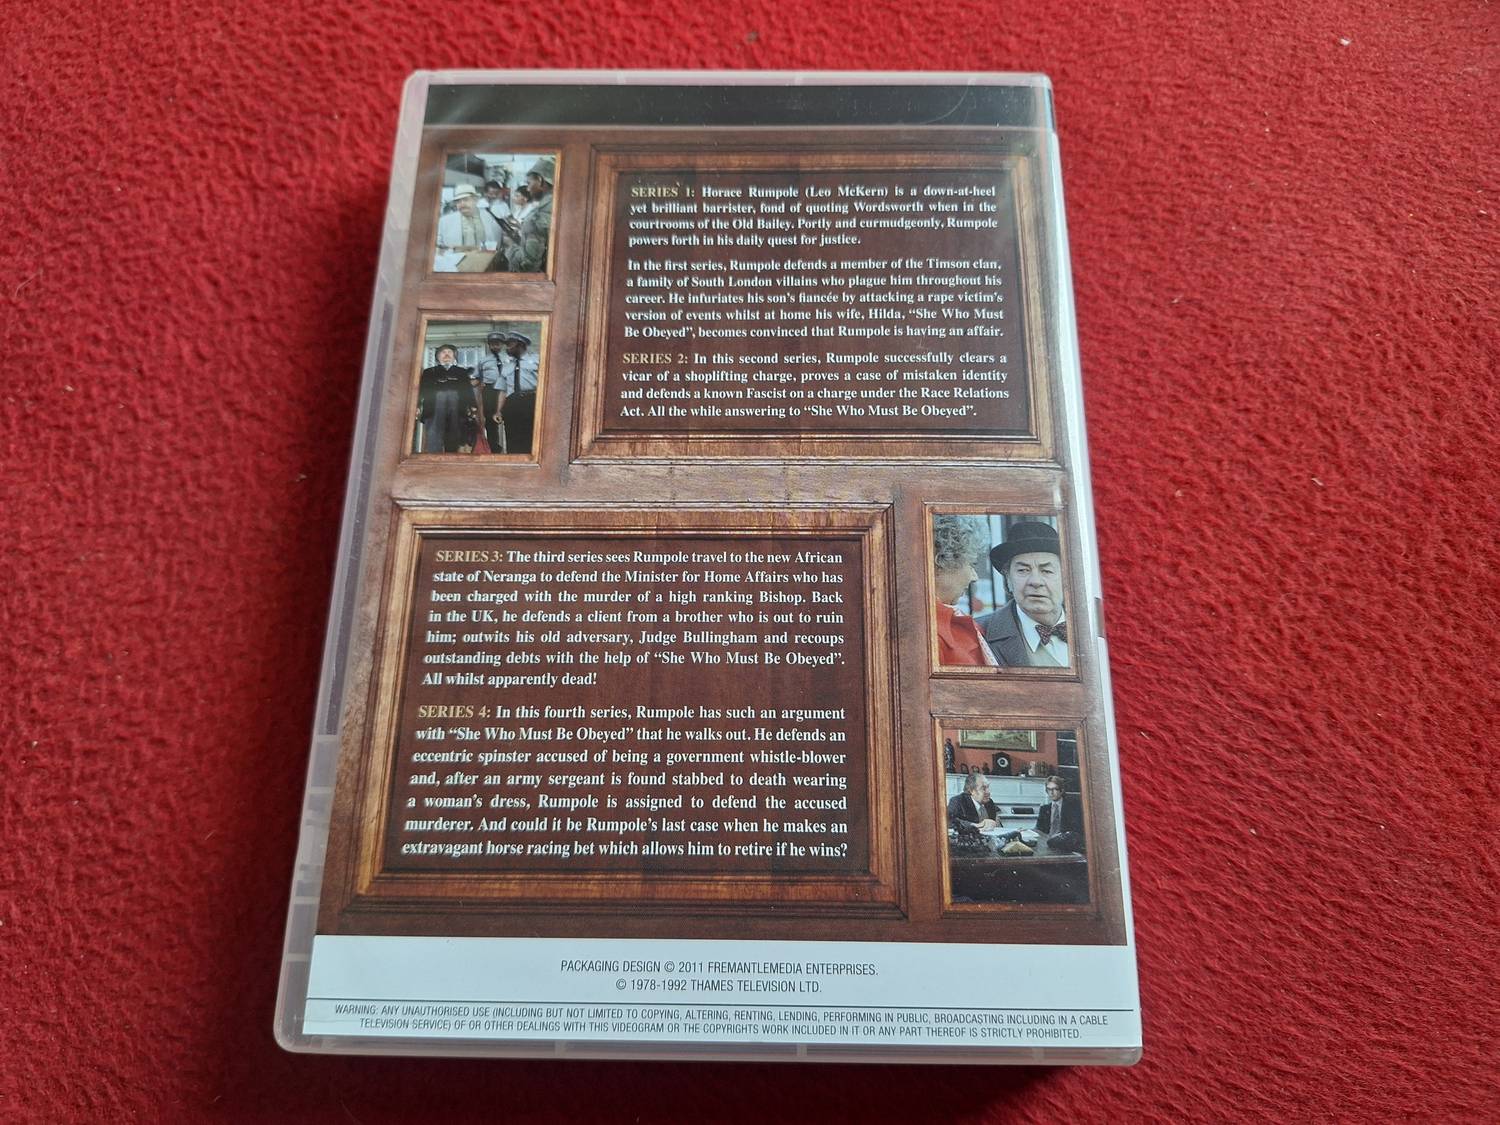 SERIES 1: Horace Rumpole (Leo McKern) is a down-at-heel
yet brilliant barrister, fond of quoting Wordsworth when in the
courtrooms of the Old Bailey. Portly and curmudgeonly, Rumpole
powers forth in his daily quest for justice.
In the first series, Rumpole defends a member of the Timson clan,
a family of South London villains who plague him throughout his
career. He infuriates his son's fiancée by attacking a rape victim's
version of events whilst at home his wife, Hilda, “She Who Must
Be Obeyed”, becomes convinced that Rumpole is having an affair.
SERIES 2: In this second series, Rumpole successfully clears a
vicar of a shoplifting charge, proves a case of mistaken identity
and defends a known Fascist on a charge under the Race Relations
Act. All the while answering to “She Who Must Be Obeyed”.
SERIES 3: The third series sees Rumpole travel to the new African
state of Neranga to defend the Minister for Home Affairs who has
been charged with the murder of a high ranking Bishop. Back
in the UK, he defends a client from a brother who is out to ruin
him; outwits his old adversary, Judge Bullingham and recoups
outstanding debts with the help of “She Who Must Be Obeyed”.
All whilst apparently dead!
SERIES 4: In this fourth series, Rumpole has such an argument
with “She Who Must Be Obeyed” that he walks out. He defends an
eccentric spinster accused of being a government whistle-blower
and, after an army sergeant is found stabbed to death wearing
a woman's dress, Rumpole is assigned to defend the accused
murderer. And could it be Rumpole's last case when he makes an
extravagant horse racing bet which allows him to retire if he wins?
PACKAGING DESIGN © 2011 FREMANTLEMEDIA ENTERPRISES.
© 1978-1992 THAMES TELEVISION LTD.
WARNING: ANY UNAUTHORISED USE (INCLUDING BUT NOT LIMITED TO COPYING, ALTERING, RENTING, LENDING, PERFORMING IN PUBLIC, BROADCASTING INCLUDING IN A CABLE
TELEVISION SERVICE) OF OR OTHER DEALINGS WITH THIS VIDEOGRAM OR THE COPYRIGHTS WORK INCLUDED IN IT OR ANY PART THEREOF IS STRICTLY PROHIBITED.